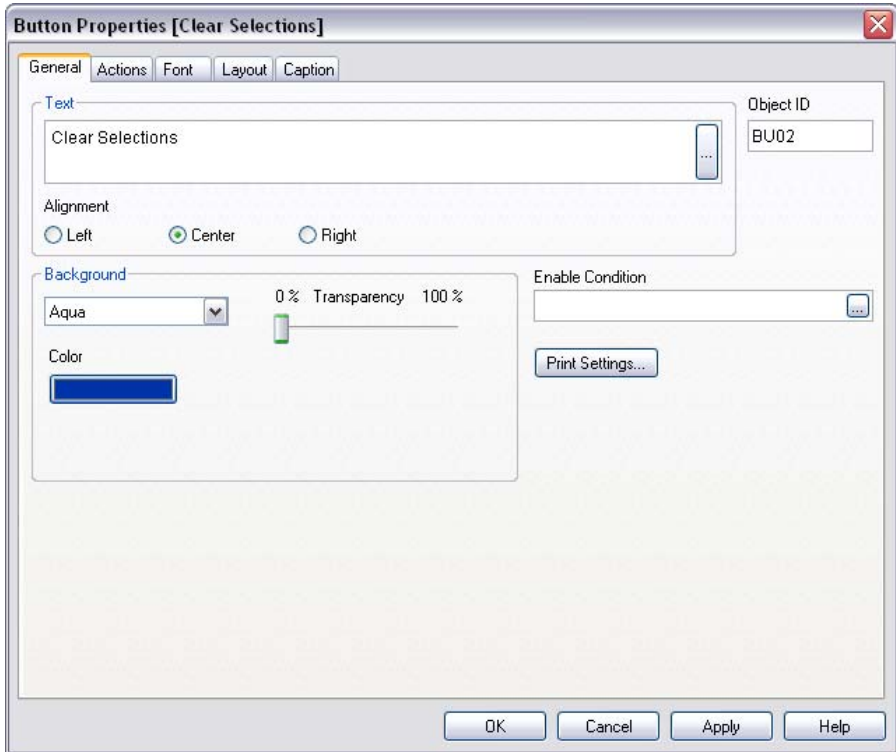 Button Properties [Clear Selections]
General Actions Font Layout Caption
Text
Object ID
Clear Selections
...
BU02
Alignment
Left Center Right
Background
Enable Condition
Aqua
0 % Transparency 100 %
...
Color
Print Settings...
OK Cancel Apply Help